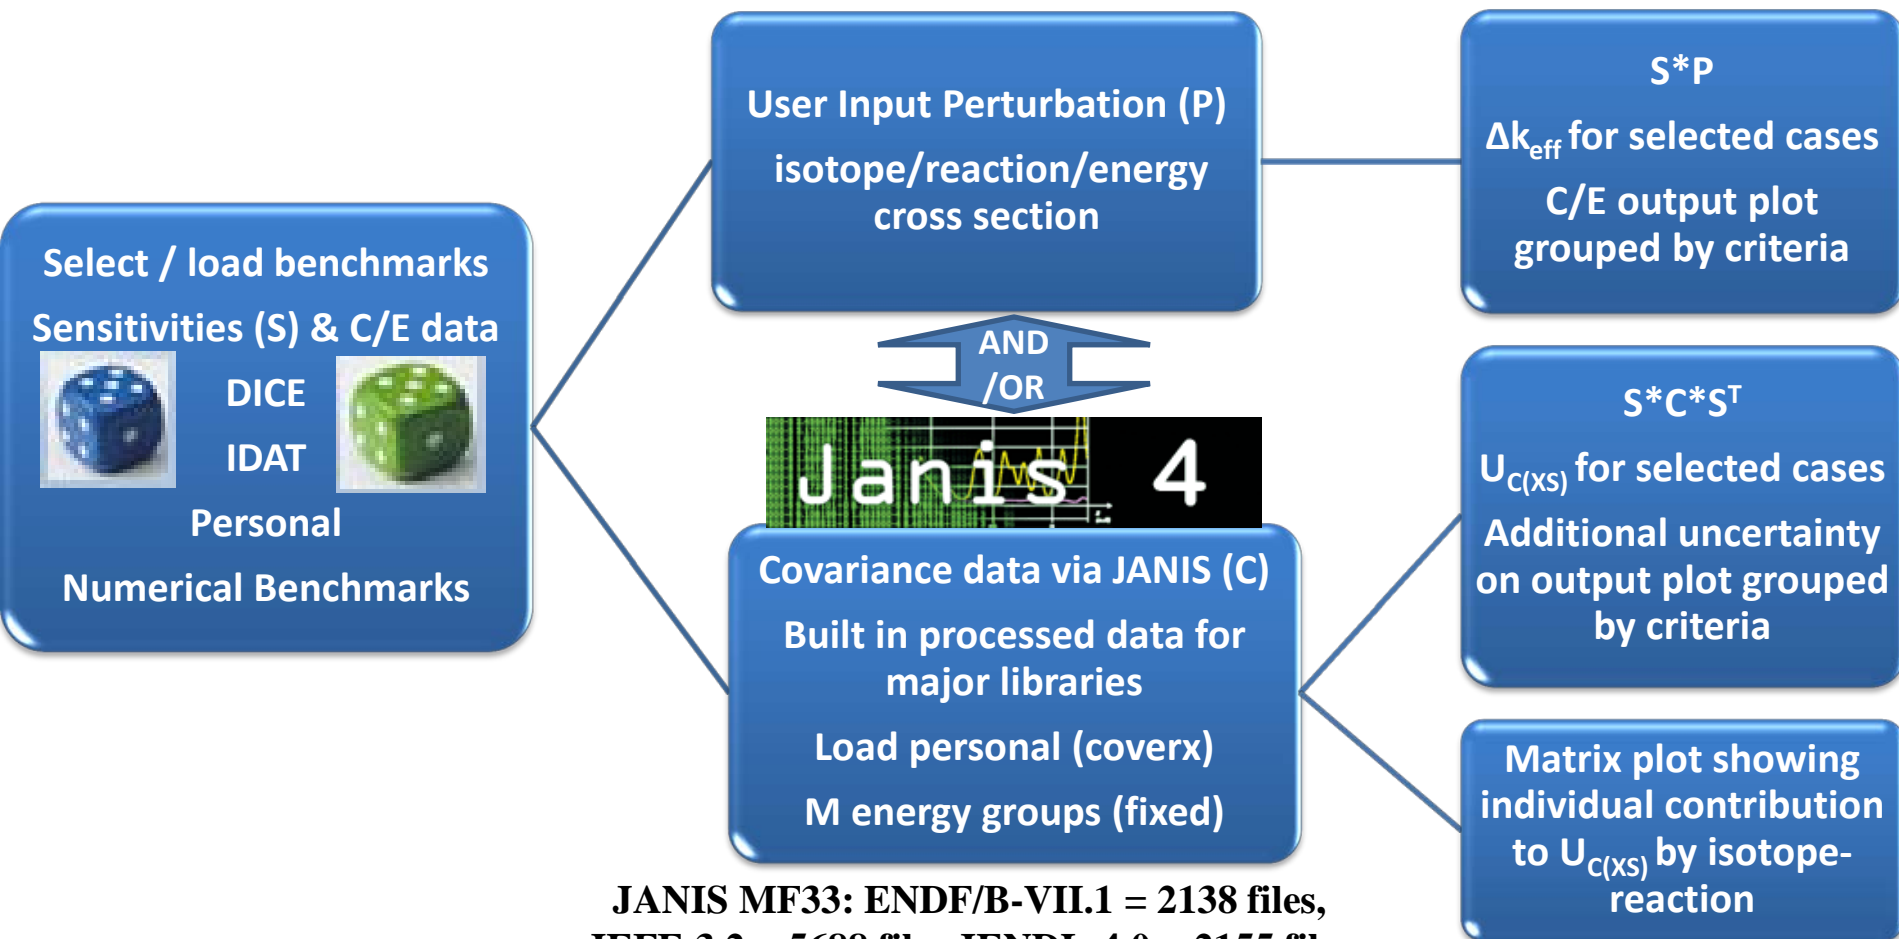 Select / load benchmarks
Sensitivities (S) & C/E data
DICE
IDAT
Personal
Numerical Benchmarks
User Input Perturbation (P)
isotope/reaction/energy
cross section
AND
/OR
Janis 4
Covariance data via JANIS (C)
Built in processed data for
major libraries
Load personal (coverx)
M energy groups (fixed)
S*P
Δkeff for selected cases
C/E output plot
grouped by criteria
S*C*Sᵀ
UC(XS) for selected cases
Additional uncertainty
on output plot grouped
by criteria
Matrix plot showing
individual contribution
to UC(XS) by isotope-
reaction
JANIS MF33: ENDF/B-VII.1 = 2138 files,